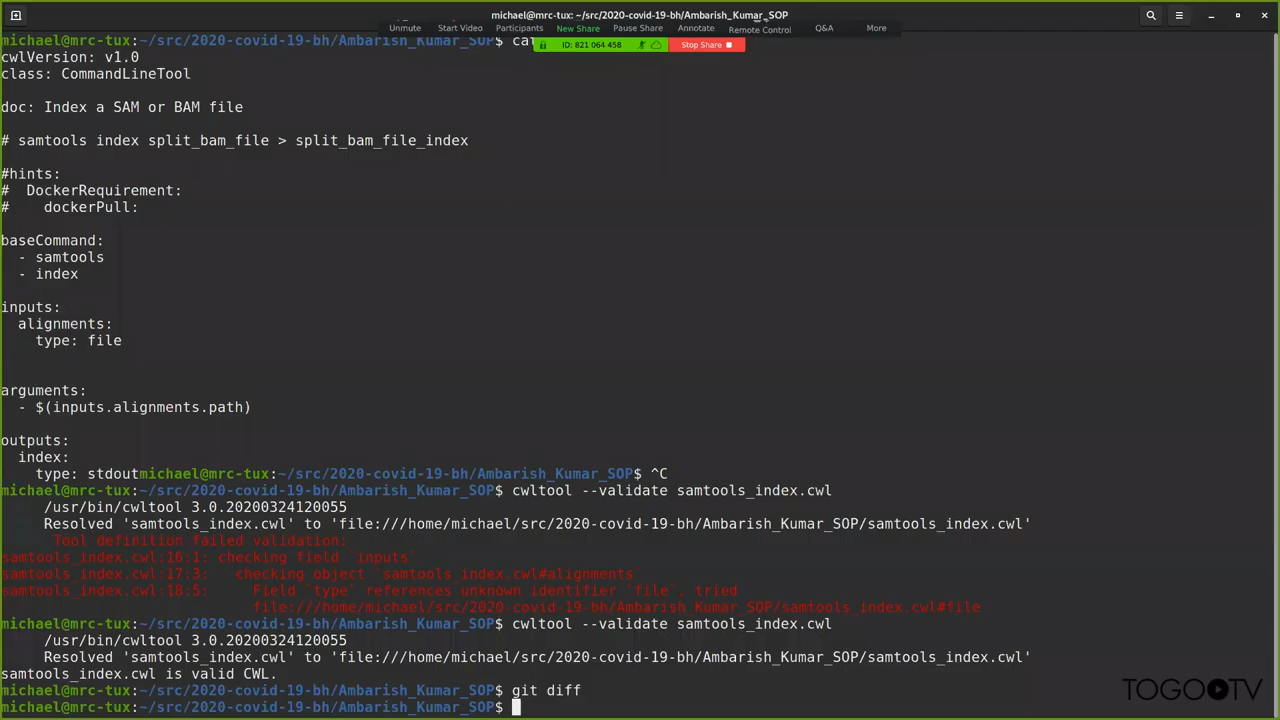 michael@mrc-tux: ~/src/2020-covid-19-bh/Ambarish_Kumar_SOP
Unmute Start Video Participants New Share Pause Share Annotate Remote Control Q&A More
ID: 821 064 458 Stop Share
michael@mrc-tux:~/src/2020-covid-19-bh/Ambarish_Kumar_SOP$
cwlVersion: v1.0
class: CommandLineTool
doc: Index a SAM or BAM file
# samtools index split_bam_file > split_bam_file_index
#hints:
#  DockerRequirement:
#    dockerPull:
baseCommand:
  - samtools
  - index
inputs:
  alignments:
    type: file
arguments:
  - $(inputs.alignments.path)
outputs:
  index:
    type: stdoutmichael@mrc-tux:~/src/2020-covid-19-bh/Ambarish_Kumar_SOP$ ^C
michael@mrc-tux:~/src/2020-covid-19-bh/Ambarish_Kumar_SOP$ cwltool --validate samtools_index.cwl
/usr/bin/cwltool 3.0.20200324120055
Resolved 'samtools_index.cwl' to 'file:///home/michael/src/2020-covid-19-bh/Ambarish_Kumar_SOP/samtools_index.cwl'
Tool definition failed validation:
samtools_index.cwl:16:1: checking field `inputs`
samtools_index.cwl:17:3:   checking object `samtools_index.cwl#alignments`
samtools_index.cwl:18:5:     Field `type` references unknown identifier `file`, tried
file:///home/michael/src/2020-covid-19-bh/Ambarish_Kumar_SOP/samtools_index.cwl#file
michael@mrc-tux:~/src/2020-covid-19-bh/Ambarish_Kumar_SOP$ cwltool --validate samtools_index.cwl
/usr/bin/cwltool 3.0.20200324120055
Resolved 'samtools_index.cwl' to 'file:///home/michael/src/2020-covid-19-bh/Ambarish_Kumar_SOP/samtools_index.cwl'
samtools_index.cwl is valid CWL.
michael@mrc-tux:~/src/2020-covid-19-bh/Ambarish_Kumar_SOP$ git diff
michael@mrc-tux:~/src/2020-covid-19-bh/Ambarish_Kumar_SOP$
TOGOTV